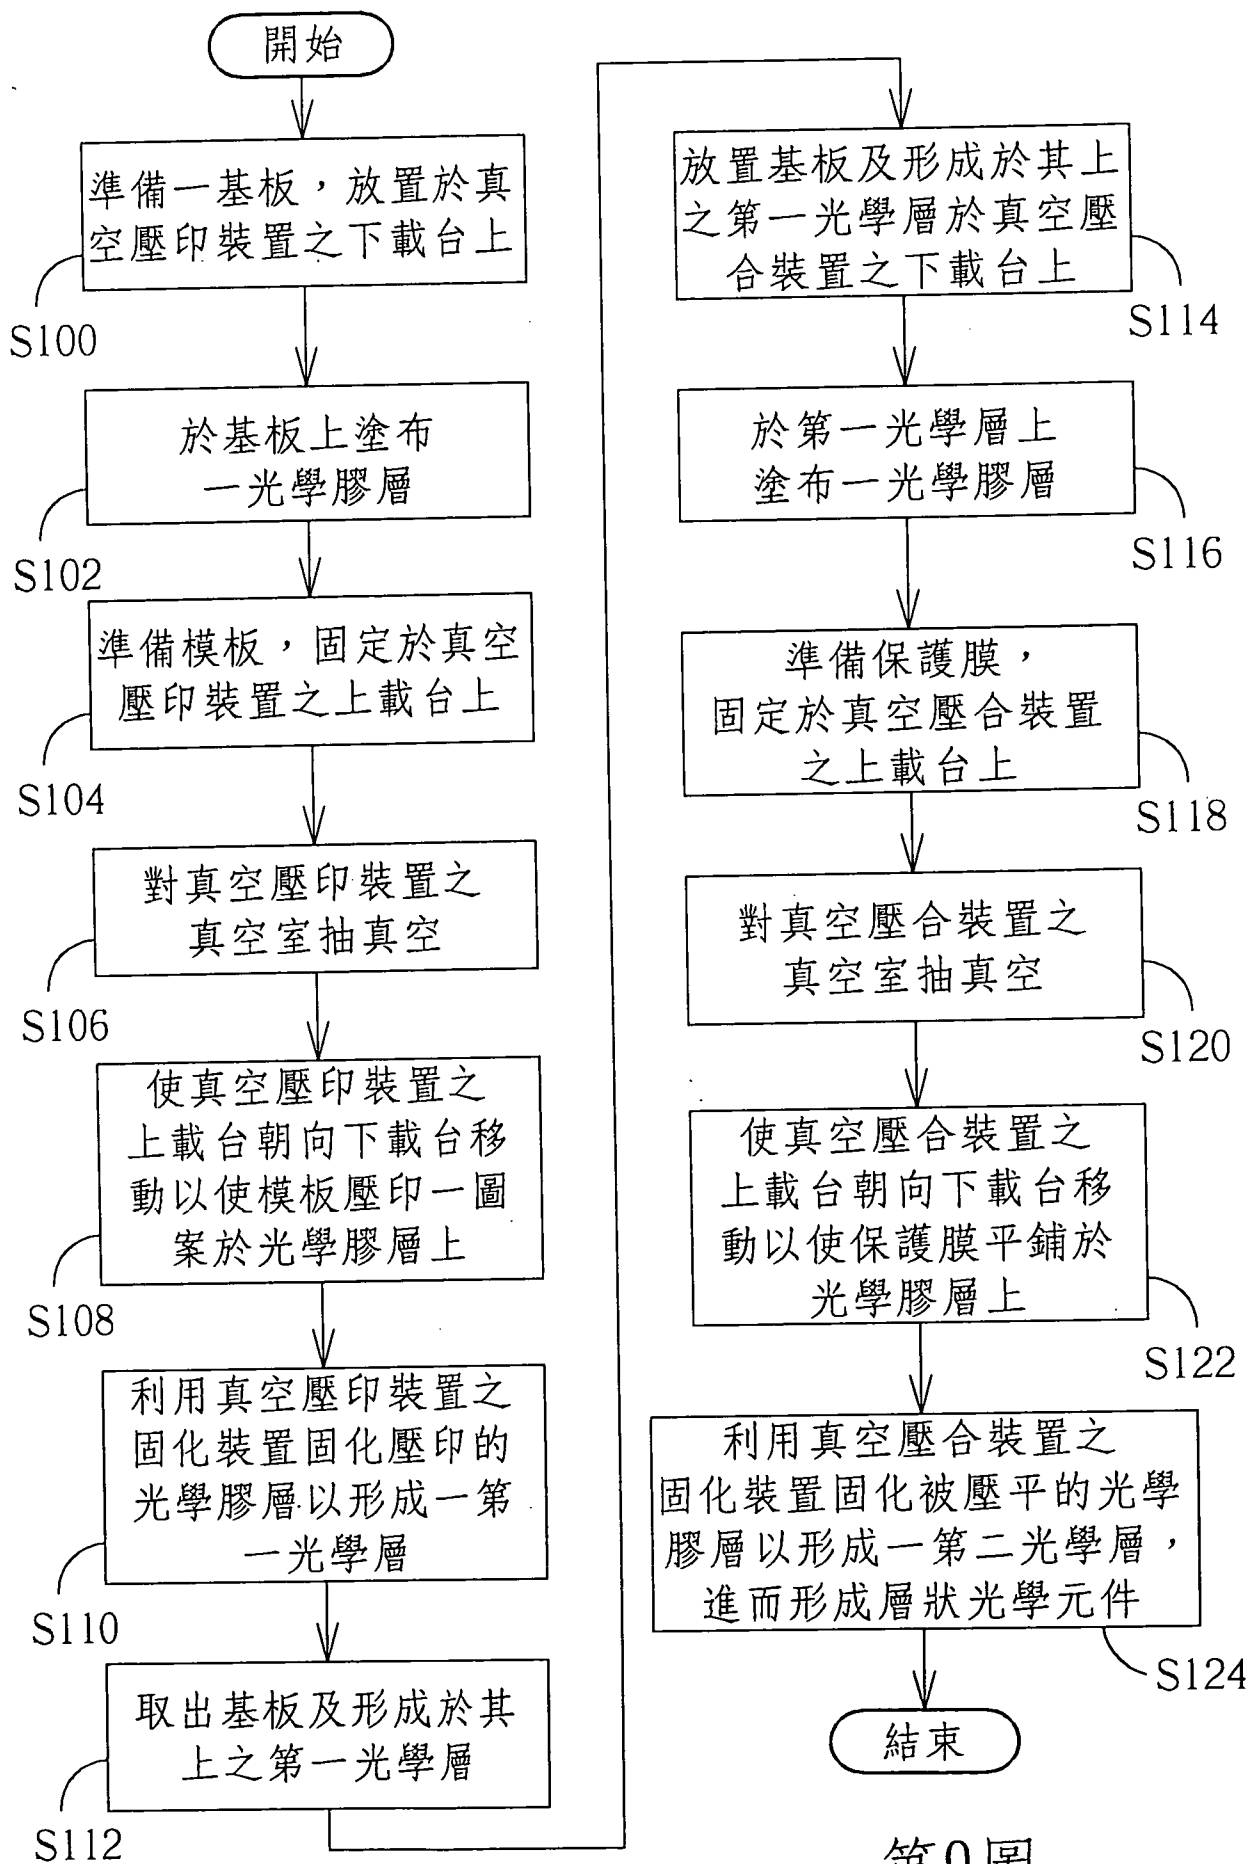 開始
準備一基板，放置於真
空壓印裝置之下載台上
S100
於基板上塗布
一光學膠層
S102
準備模板，固定於真空
壓印裝置之上載台上
S104
對真空壓印裝置之
真空室抽真空
S106
使真空壓印裝置之
上載台朝向下載台移
動以使模板壓印一圖
案於光學膠層上
S108
利用真空壓印裝置之
固化裝置固化壓印的
光學膠層以形成一第
一光學層
S110
取出基板及形成於其
上之第一光學層
S112
放置基板及形成於其上
之第一光學層於真空壓
合裝置之下載台上
S114
於第一光學層上
塗布一光學膠層
S116
準備保護膜，
固定於真空壓合裝置
之上載台上
S118
對真空壓合裝置之
真空室抽真空
S120
使真空壓合裝置之
上載台朝向下載台移
動以使保護膜平鋪於
光學膠層上
S122
利用真空壓合裝置之
固化裝置固化被壓平的光學
膠層以形成一第二光學層，
進而形成層狀光學元件
S124
結束